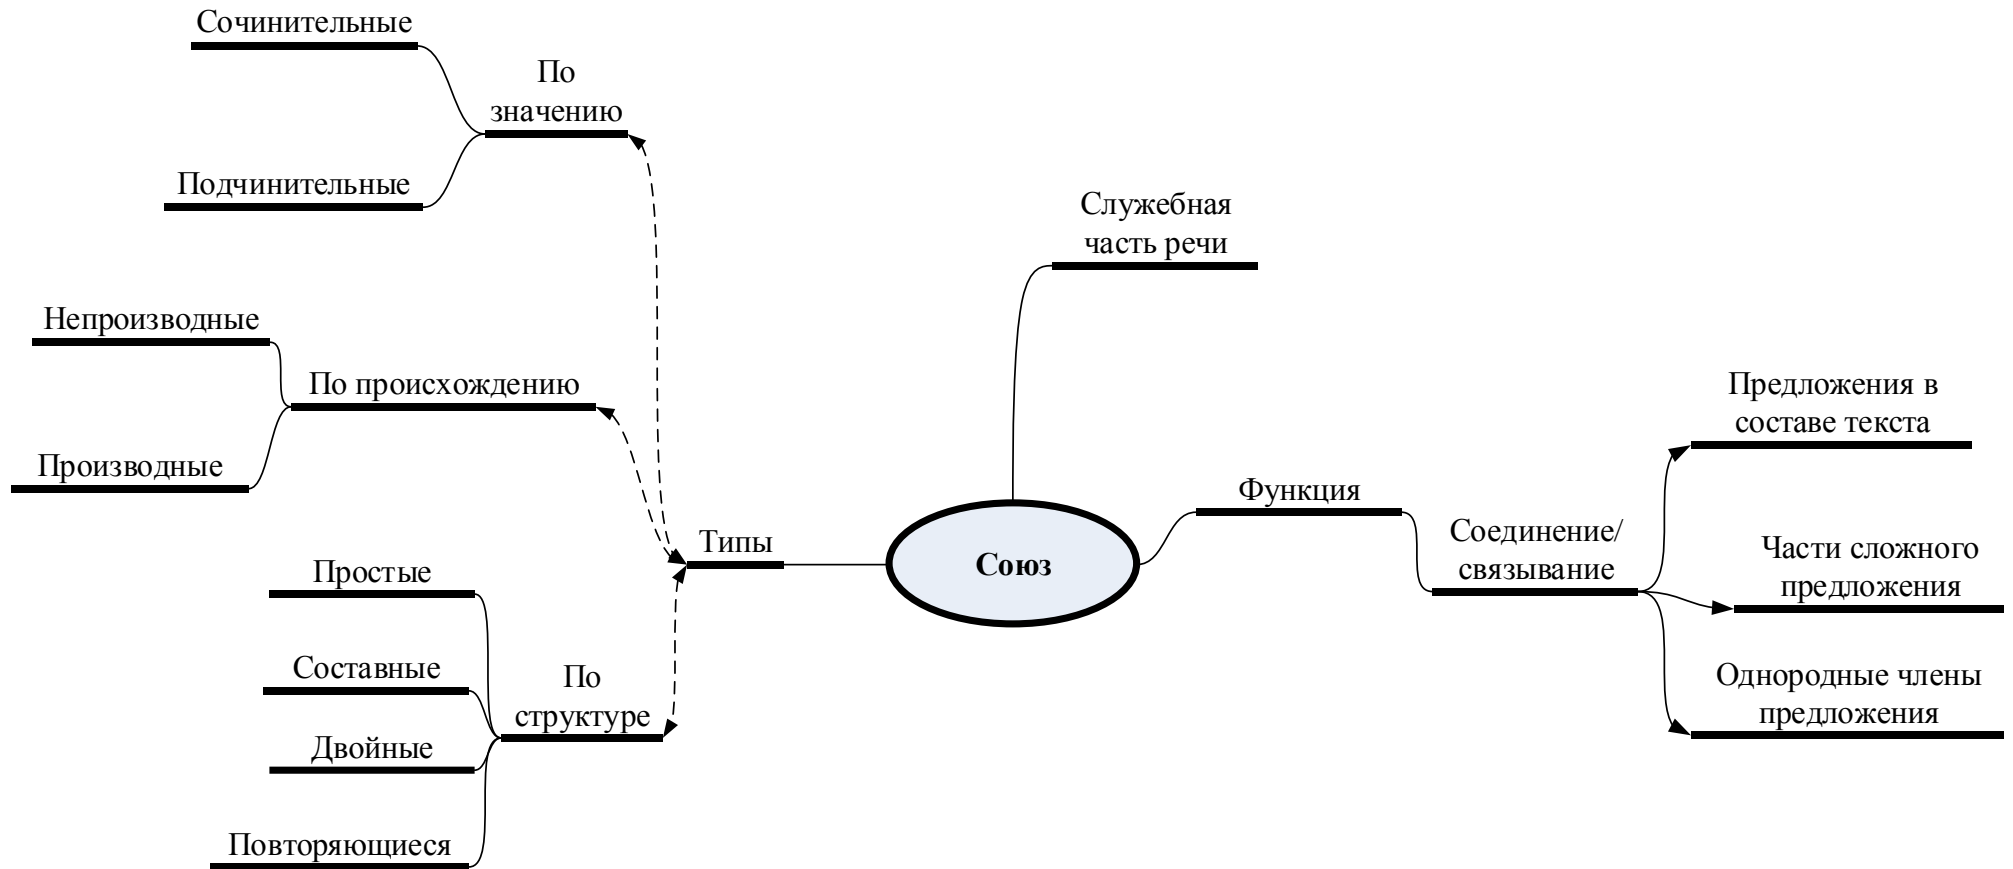 Сочинительные
По
значению
Подчинительные
Служебная
часть речи
Непроизводные
По происхождению
Производные
Предложения в
составе текста
Функция
Соединение/
связывание
Части сложного
предложения
Типы
Союз
Простые
Составные
По
структуре
Двойные
Повторяющиеся
Однородные члены
предложения